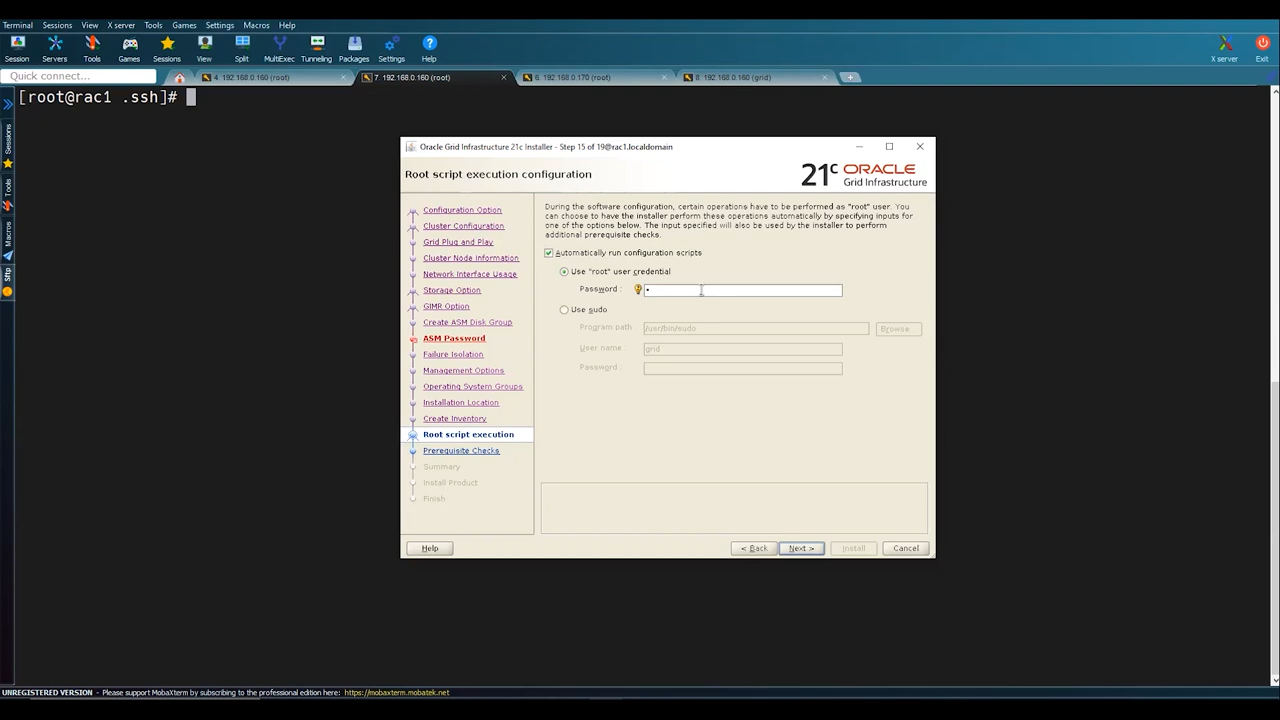 Terminal Sessions View X server Tools Games Settings Macros Help
Session Servers Tools Games Sessions View Split MultiExec Tunneling Packages Settings Help X server Exit
Quick connect...
4. 192.168.0.160 (root)
7. 192.168.0.160 (root)
6. 192.168.0.170 (root)
8. 192.168.0.160 (grid)
[root@rac1 .ssh]#
Sessions
Tools
Macros
Sftp
Oracle Grid Infrastructure 21c Installer - Step 15 of 19@rac1.localdomain
Root script execution configuration
21c ORACLE
Grid Infrastructure
Configuration Option
Cluster Configuration
Grid Plug and Play
Cluster Node Information
Network Interface Usage
Storage Option
GIMR Option
Create ASM Disk Group
ASM Password
Failure Isolation
Management Options
Operating System Groups
Installation Location
Create Inventory
Root script execution
Prerequisite Checks
Summary
Install Product
Finish
During the software configuration, certain operations have to be performed as "root" user. You
can choose to have the installer perform these operations automatically by specifying inputs for
one of the options below. The input specified will also be used by the installer to perform
additional prerequisite checks.
Automatically run configuration scripts
Use "root" user credential
Password :
Use sudo
Program path : /usr/bin/sudo Browse...
User name : grid
Password :
Help < Back Next > Install Cancel
UNREGISTERED VERSION - Please support MobaXterm by subscribing to the professional edition here: https://mobaxterm.mobatek.net